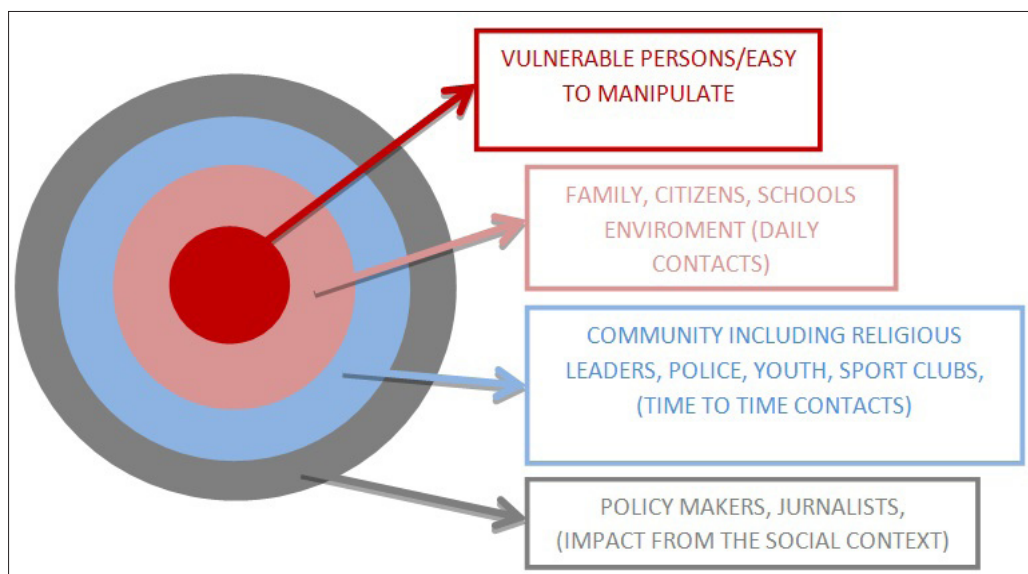 VULNERABLE PERSONS/EASY
TO MANIPULATE
FAMILY, CITIZENS, SCHOOLS
ENVIROMENT (DAILY
CONTACTS)
COMMUNITY INCLUDING RELIGIOUS
LEADERS, POLICE, YOUTH, SPORT CLUBS,
(TIME TO TIME CONTACTS)
POLICY MAKERS, JURNALISTS,
(IMPACT FROM THE SOCIAL CONTEXT)